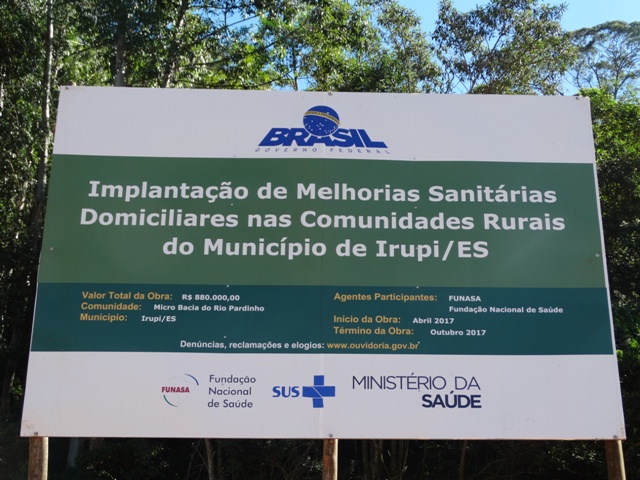 BRASIL
GOVERNO FEDERAL
Implantação de Melhorias Sanitárias
Domiciliares nas Comunidades Rurais
do Município de Irupi/ES
Valor Total da Obra: R$ 880.000,00
Comunidade: Micro Bacia do Rio Pardinho
Município: Irupi/ES
Agentes Participantes: FUNASA
Fundação Nacional de Saúde
Início da Obra: Abril 2017
Término da Obra: Outubro 2017
Denúncias, reclamações e elogios: www.ouvidoria.gov.br
FUNASA
Fundação
Nacional
de Saúde
SUS
MINISTÉRIO DA
SAÚDE